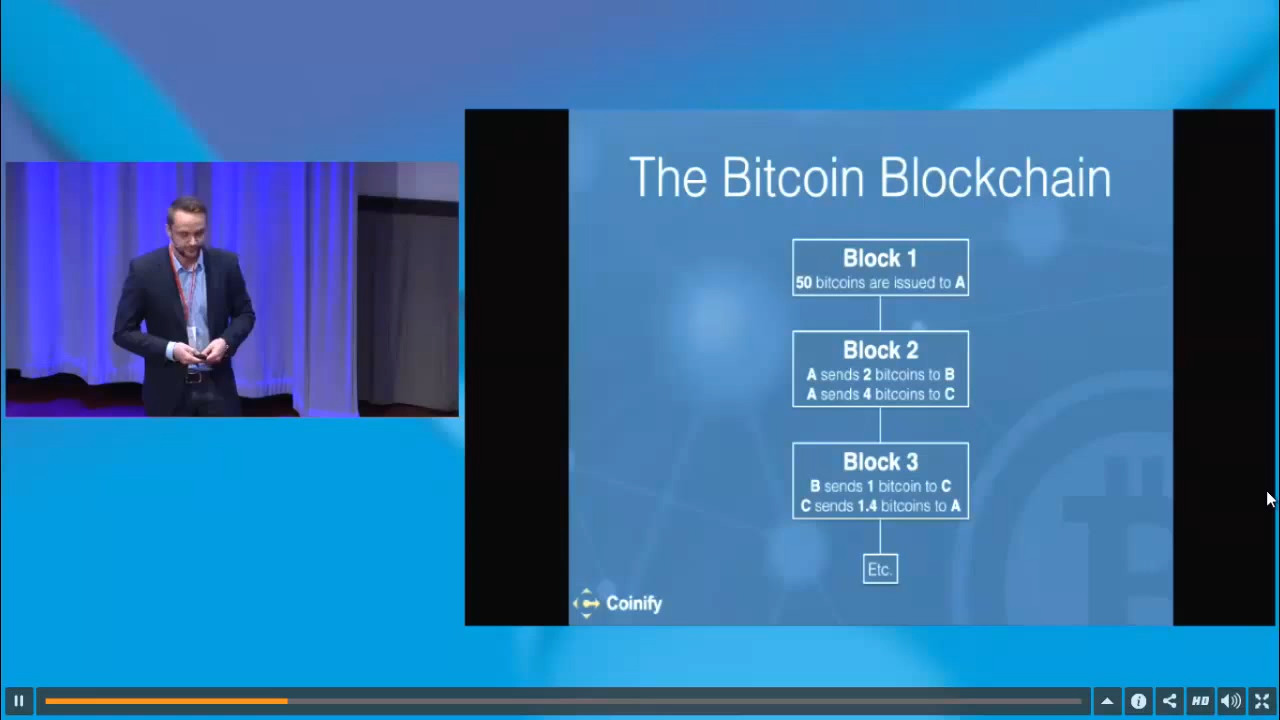 The Bitcoin Blockchain
Block 1
50 bitcoins are issued to A
Block 2
A sends 2 bitcoins to B
A sends 4 bitcoins to C
Block 3
B sends 1 bitcoin to C
C sends 1.4 bitcoins to A
Etc.
Coinify
HD